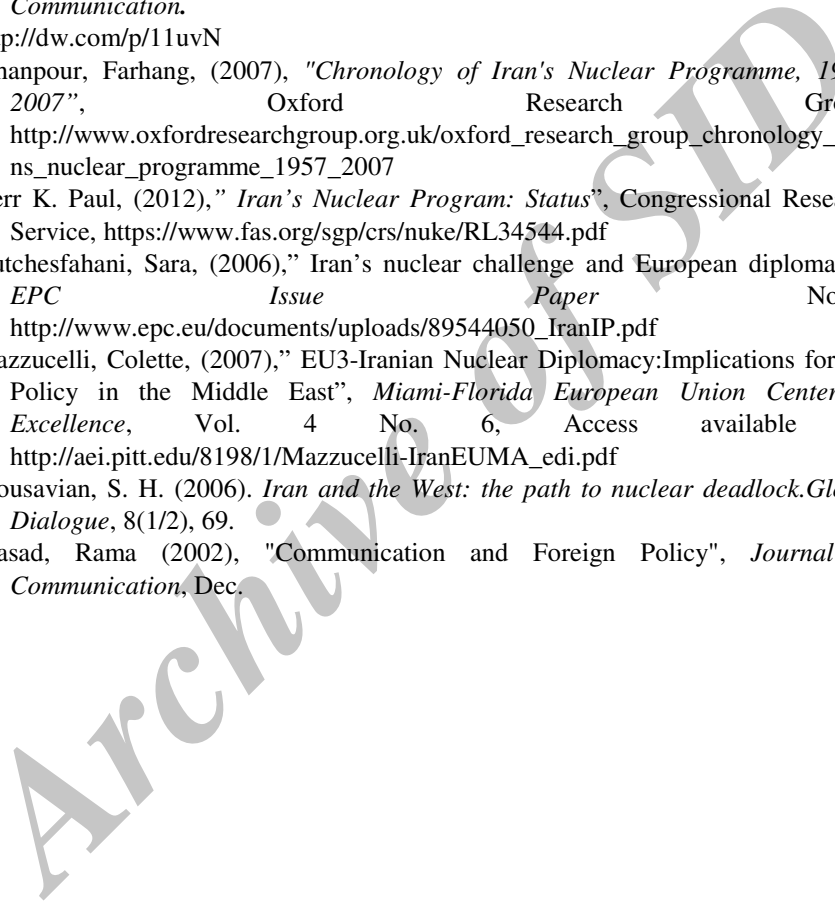 Communication.
p://dw.com/p/11uvN
hanpour, Farhang, (2007), "Chronology of Iran's Nuclear Programme, 19
2007", Oxford Research Gr
http://www.oxfordresearchgroup.org.uk/oxford_research_group_chronology_
ns_nuclear_programme_1957_2007
err K. Paul, (2012)," Iran's Nuclear Program: Status", Congressional Resea
Service, https://www.fas.org/sgp/crs/nuke/RL34544.pdf
utchesfahani, Sara, (2006)," Iran's nuclear challenge and European diploma
EPC Issue Paper No
http://www.epc.eu/documents/uploads/89544050_IranIP.pdf
azzucelli, Colette, (2007)," EU3-Iranian Nuclear Diplomacy:Implications for
Policy in the Middle East", Miami-Florida European Union Center
Excellence, Vol. 4 No. 6, Access available
http://aei.pitt.edu/8198/1/Mazzucelli-IranEUMA_edi.pdf
ousavian, S. H. (2006). Iran and the West: the path to nuclear deadlock.Glo
Dialogue, 8(1/2), 69.
asad, Rama (2002), "Communication and Foreign Policy", Journal
Communication, Dec.
Archive of SID